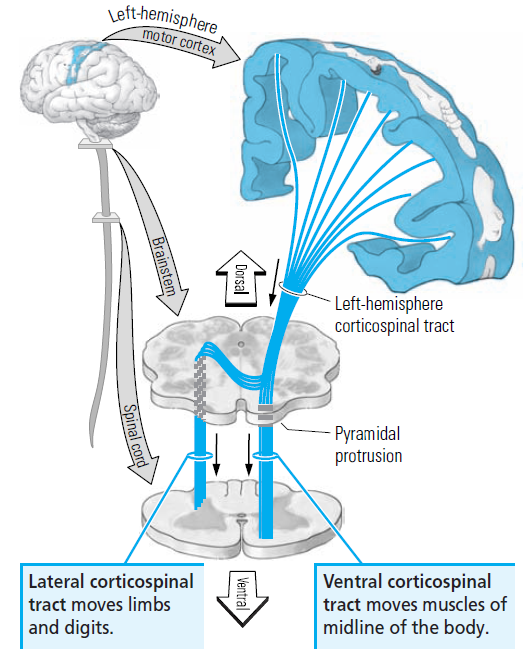 Left-hemisphere
motor cortex
Brainstem
Dorsal
Left-hemisphere
corticospinal tract
Spinal cord
Pyramidal
protrusion
Lateral corticospinal
tract moves limbs
and digits.
Ventral
Ventral corticospinal
tract moves muscles of
midline of the body.